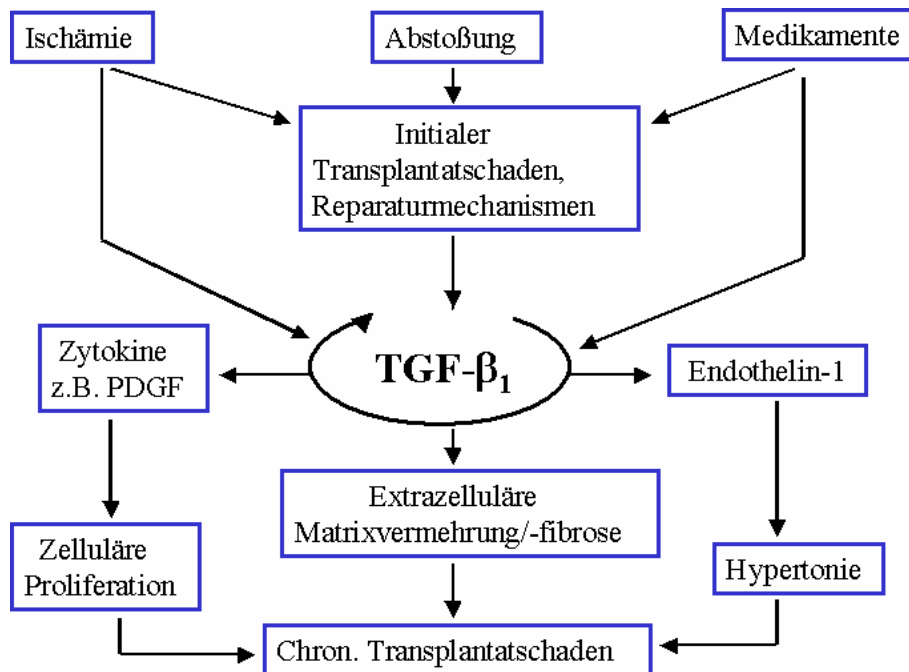 Ischämie
Abstoßung
Medikamente
Initialer
Transplantatschaden,
Reparaturmechanismen
Zytokine
z.B. PDGF
TGF-β₁
Endothelin-1
Extrazelluläre
Matrixvermehrung/-fibrose
Zelluläre
Proliferation
Hypertonie
Chron. Transplantatschaden